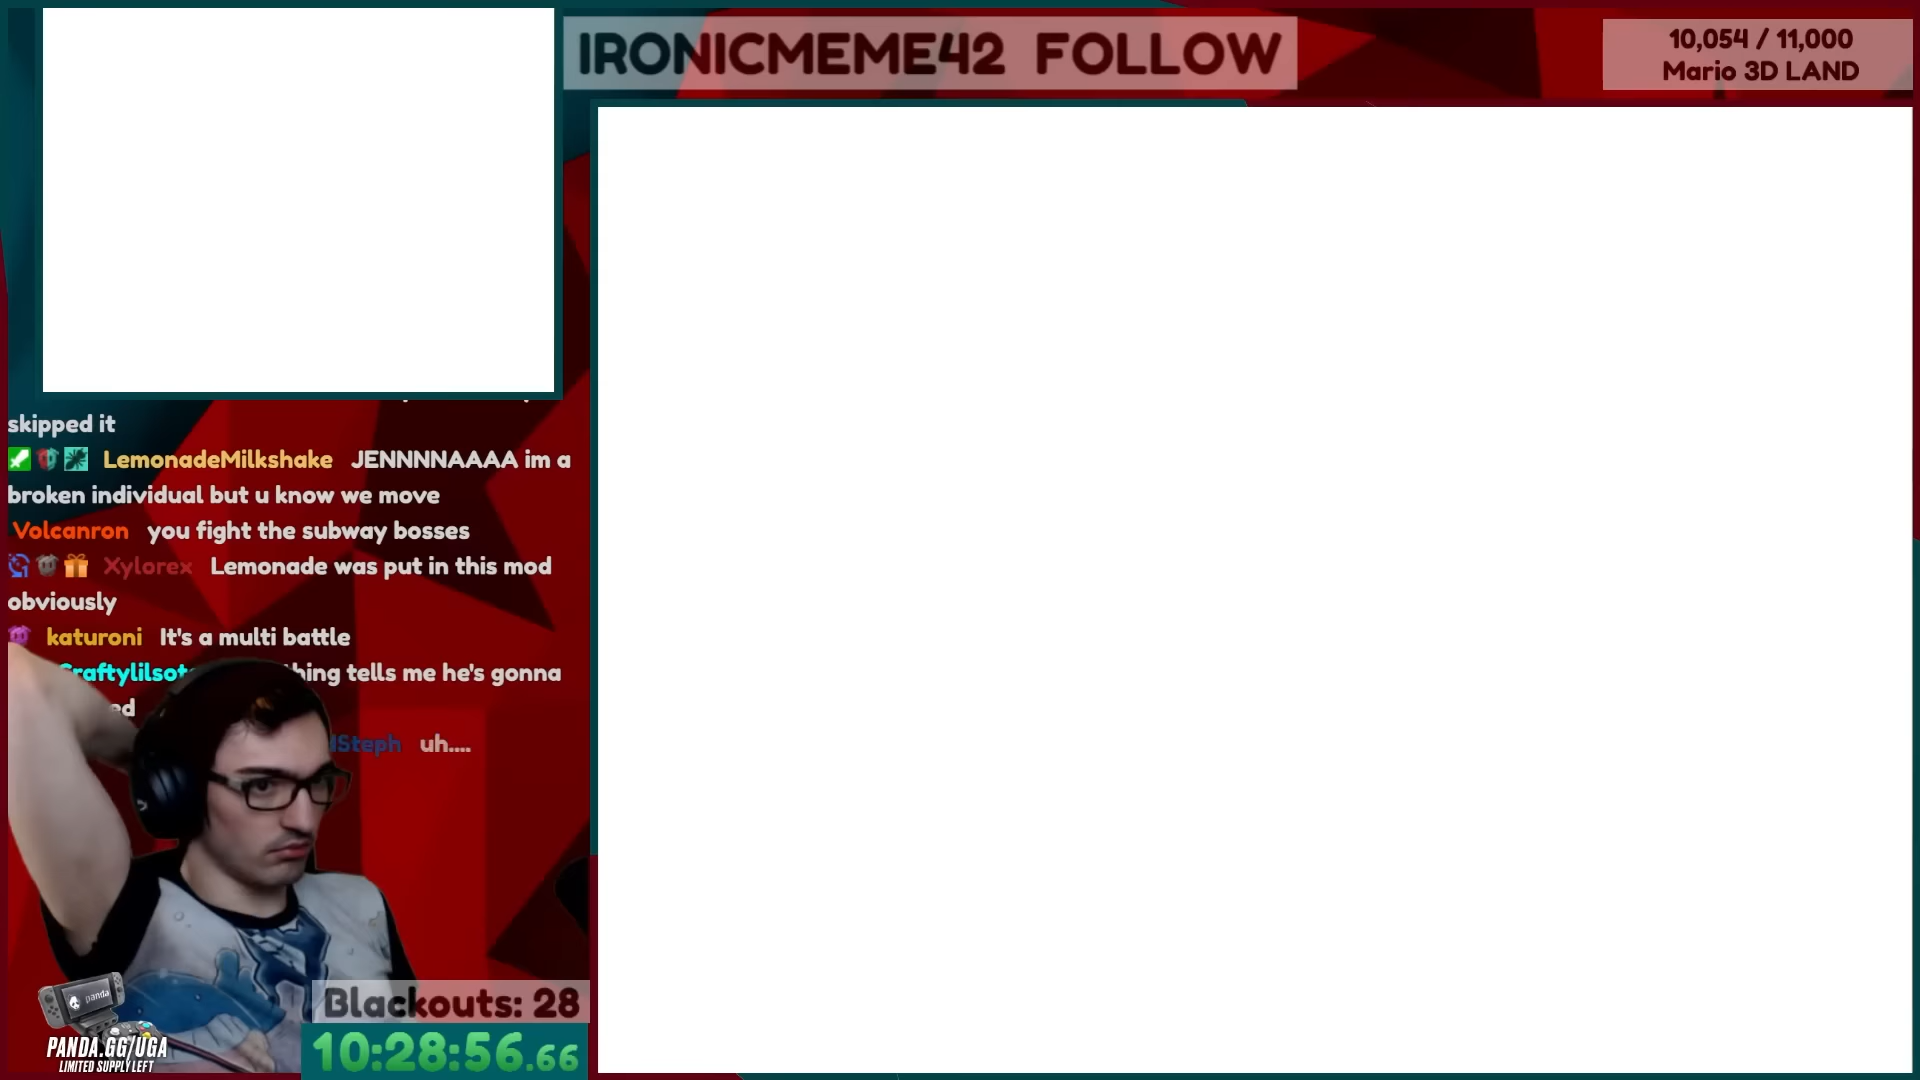 IRONICMEME42 FOLLOW
10,054 / 11,000
Mario 3D LAND
skipped it
LemonadeMilkshake JENNNNAAAA im a
broken individual but u know we move
Volcanron you fight the subway bosses
Xylorex Lemonade was put in this mod
obviously
katuroni It's a multi battle
tells me he's gonna
uh....
Blackouts: 28
10:28:56.66
panda
PANDA.GG/UGA
LIMITED SUPPLY LEFT